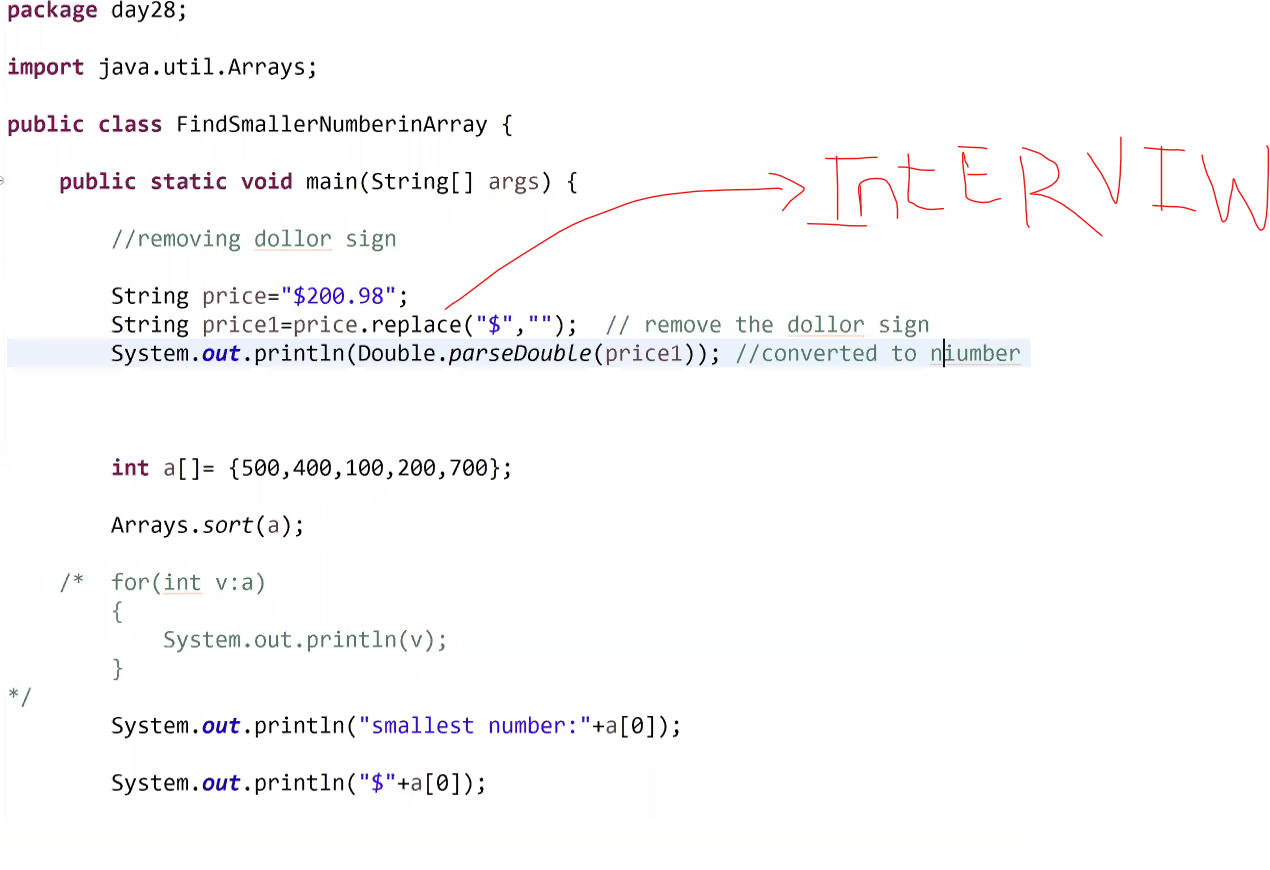 package day28;
import java.util.Arrays;
public class FindSmallerNumberinArray {
public static void main(String[] args) {
IntERVIW
//removing dollor sign
String price="$200.98";
String price1=price.replace("$",""); // remove the dollor sign
System.out.println(Double.parseDouble(price1)); //converted to niumber
int a[]= {500,400,100,200,700};
Arrays.sort(a);
/* for(int v:a)
{
System.out.println(v);
}
*/
System.out.println("smallest number:"+a[0]);
System.out.println("$"+a[0]);